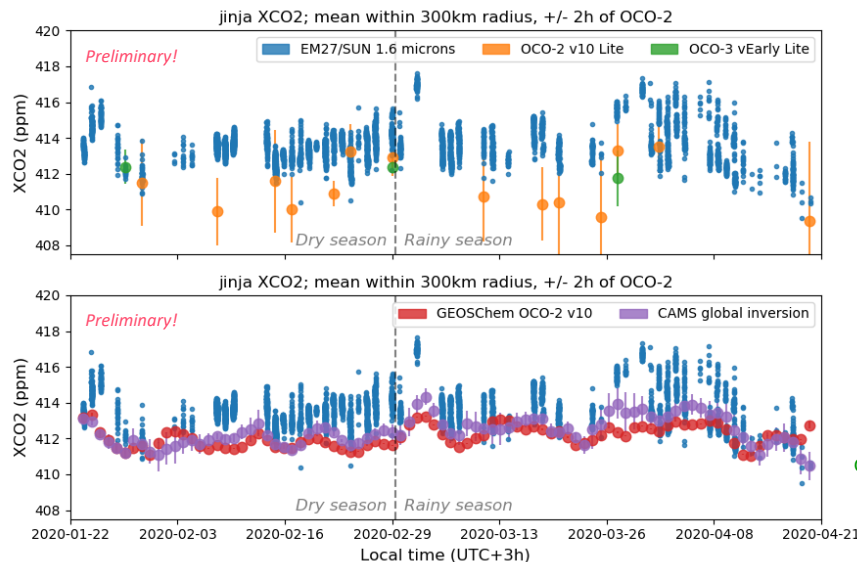 jinja XCO2; mean within 300km radius, +/- 2h of OCO-2
420
418
416
414
412
410
408
XCO2 (ppm)
Preliminary!
EM27/SUN 1.6 microns
OCO-2 v10 Lite
OCO-3 vEarly Lite
Dry season
Rainy season
jinja XCO2; mean within 300km radius, +/- 2h of OCO-2
420
418
416
414
412
410
408
XCO2 (ppm)
Preliminary!
GEOSChem OCO-2 v10
CAMS global inversion
Dry season
Rainy season
2020-01-22
2020-02-03
2020-02-16
2020-02-29
2020-03-13
2020-03-26
2020-04-08
2020-04-21
Local time (UTC+3h)